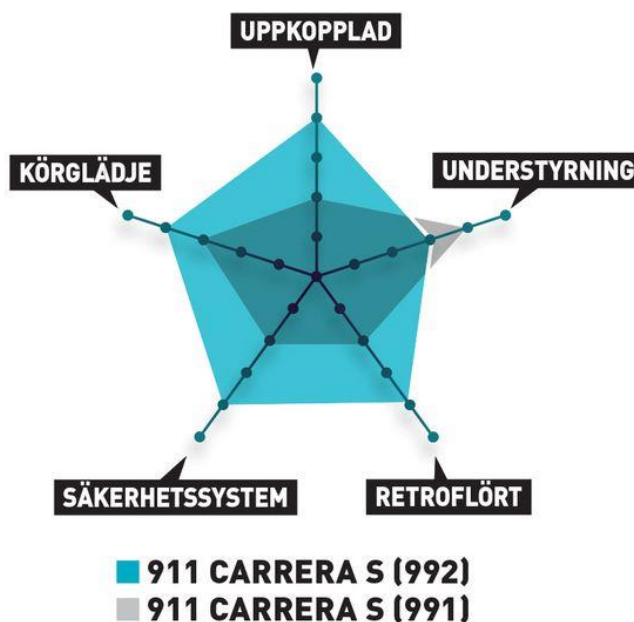 UPPKOPPLAD
KÖRGLÄDJE
UNDERSTYRNING
SÄKERHETSSYSTEM
RETROFLÖRT
911 CARRERA S (992)
911 CARRERA S (991)